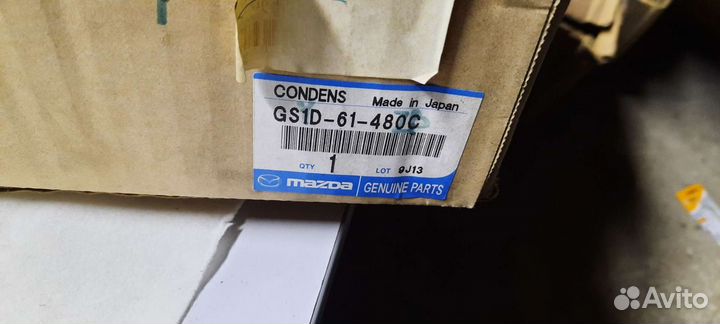 CONDENS Made in Japan
GS1D-61-480C
QTY 1 LOT 9J13
mazda GENUINE PARTS
Avito